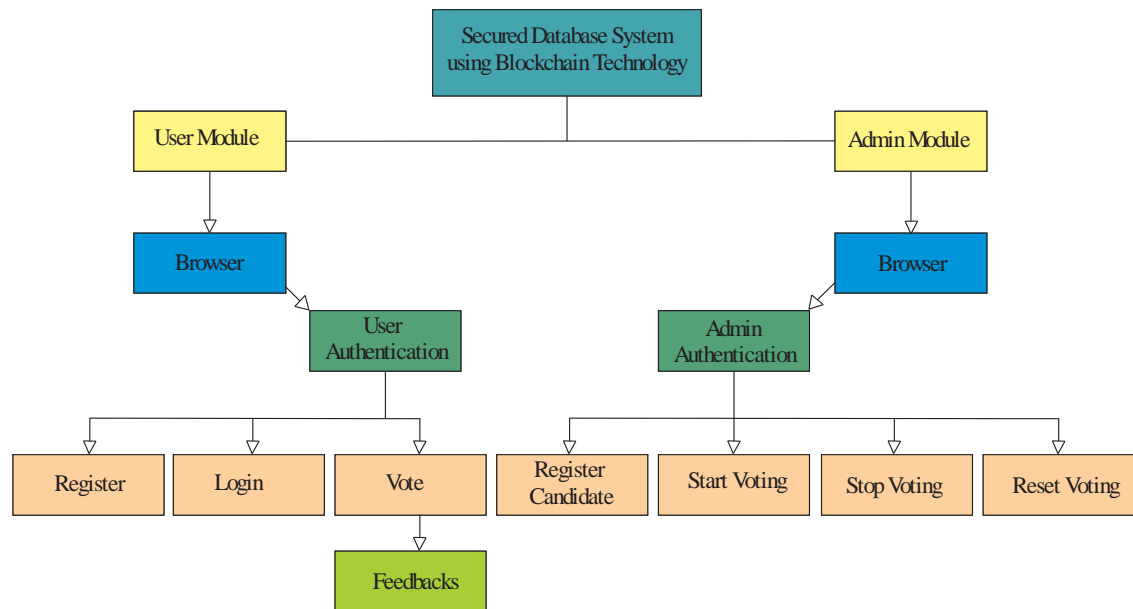 Secured Database System
using Blockchain Technology
User Module
Admin Module
Browser
Browser
User
Authentication
Admin
Authentication
Register
Login
Vote
Register
Candidate
Start Voting
Stop Voting
Reset Voting
Feedbacks